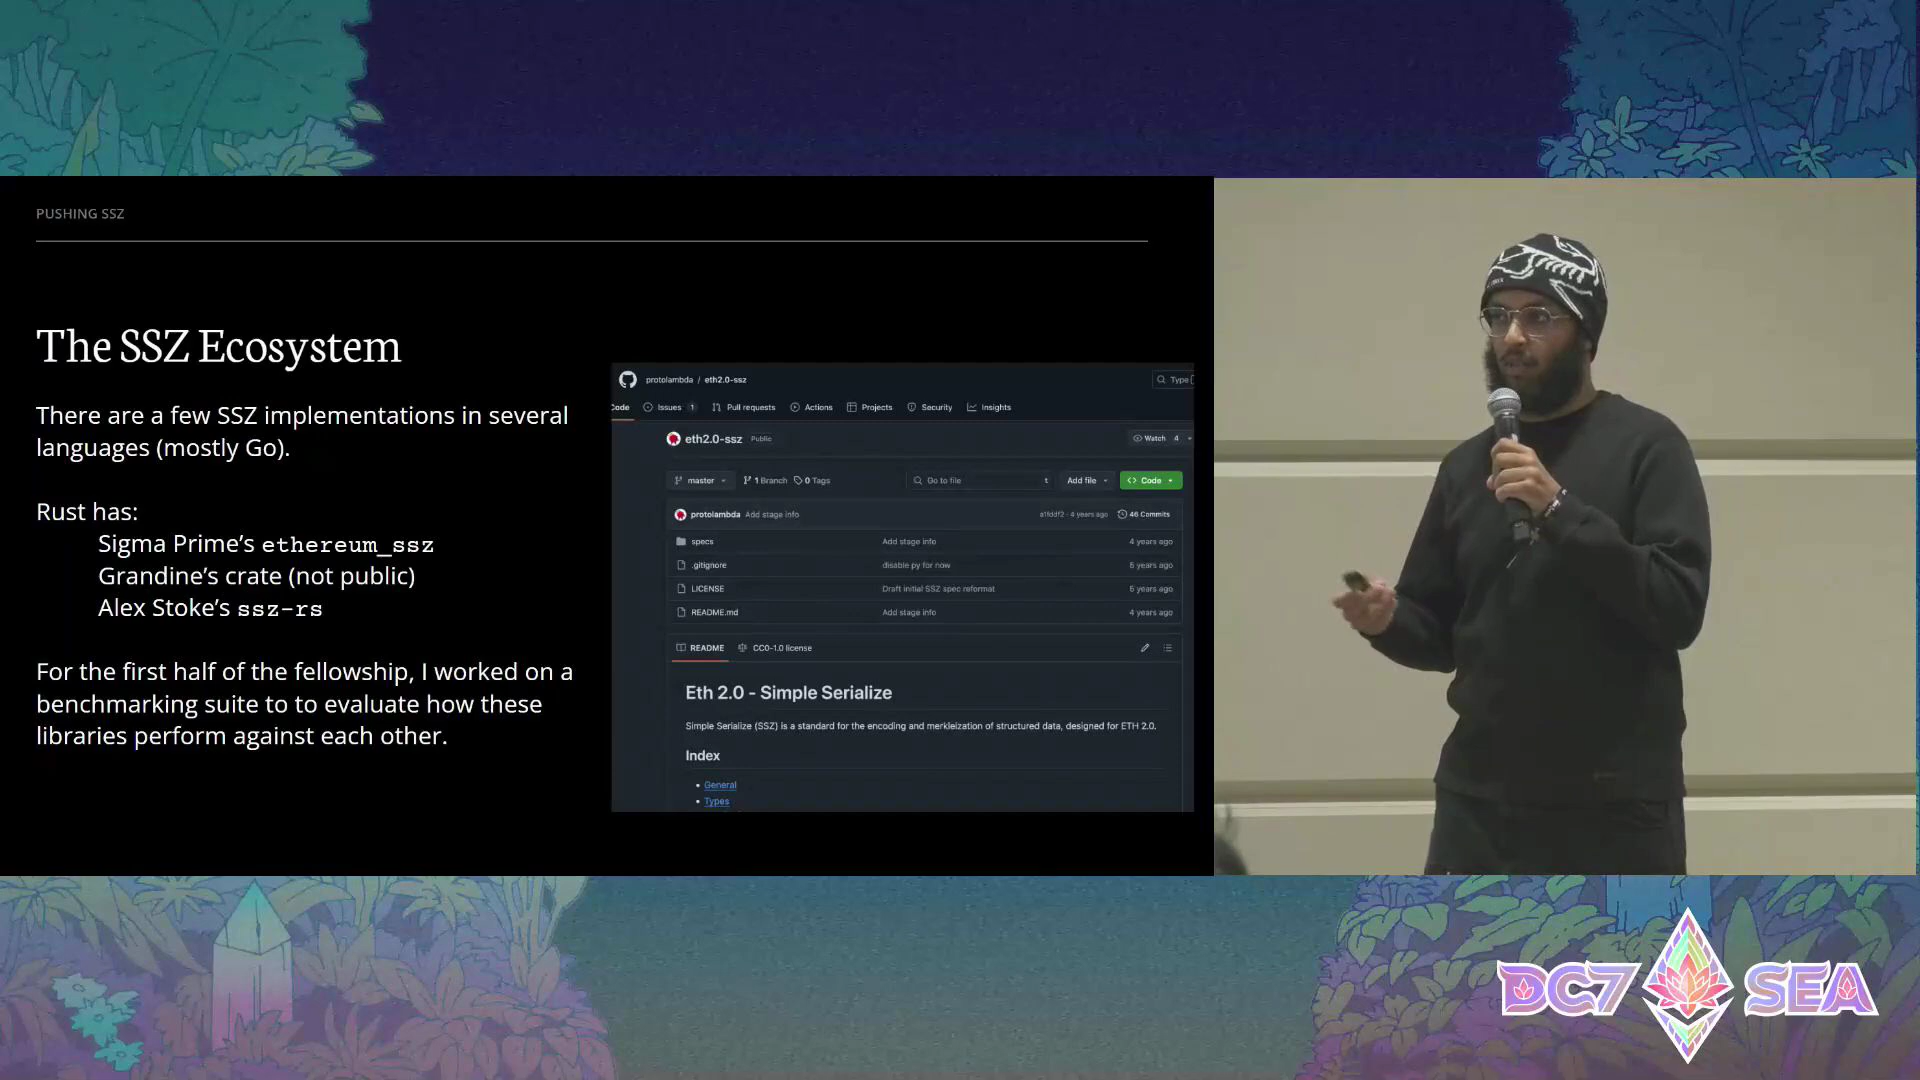 PUSHING SSZ
The SSZ Ecosystem
There are a few SSZ implementations in several
languages (mostly Go).
Rust has:
Sigma Prime’s ethereum_ssz
Grandine’s crate (not public)
Alex Stoke’s ssz-rs
For the first half of the fellowship, I worked on a
benchmarking suite to to evaluate how these
libraries perform against each other.
protolambda / eth2.0-ssz
Type
Code Issues 1 Pull requests Actions Projects Security Insights
eth2.0-ssz Public
Watch 4
master 1 Branch 0 Tags Go to file t Add file Code
protolambda Add stage info a1fddf2 · 4 years ago 46 Commits
specs Add stage info 4 years ago
.gitignore disable py for now 5 years ago
LICENSE Draft initial SSZ spec reformat 5 years ago
README.md Add stage info 4 years ago
README CC0-1.0 license
Eth 2.0 - Simple Serialize
Simple Serialize (SSZ) is a standard for the encoding and merkleization of structured data, designed for ETH 2.0.
Index
• General
• Types
DC7 SEA